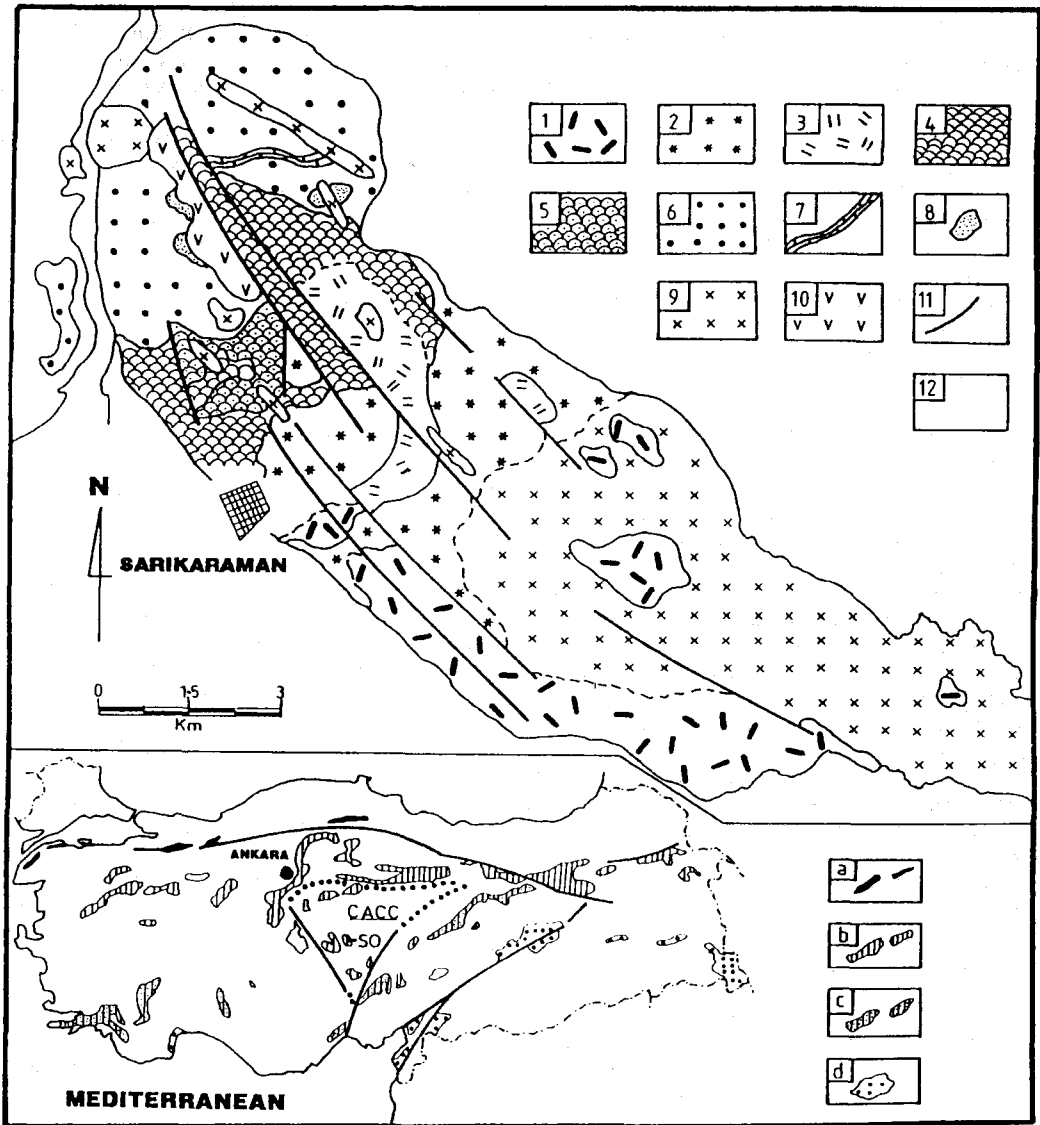 1 2 3 4
5 6 7 8
9 10 11
12
N
SARIKARAMAN
0 1·5 3
Km
ANKARA
CACC
SO
MEDITERRANEAN
a
b
c
d